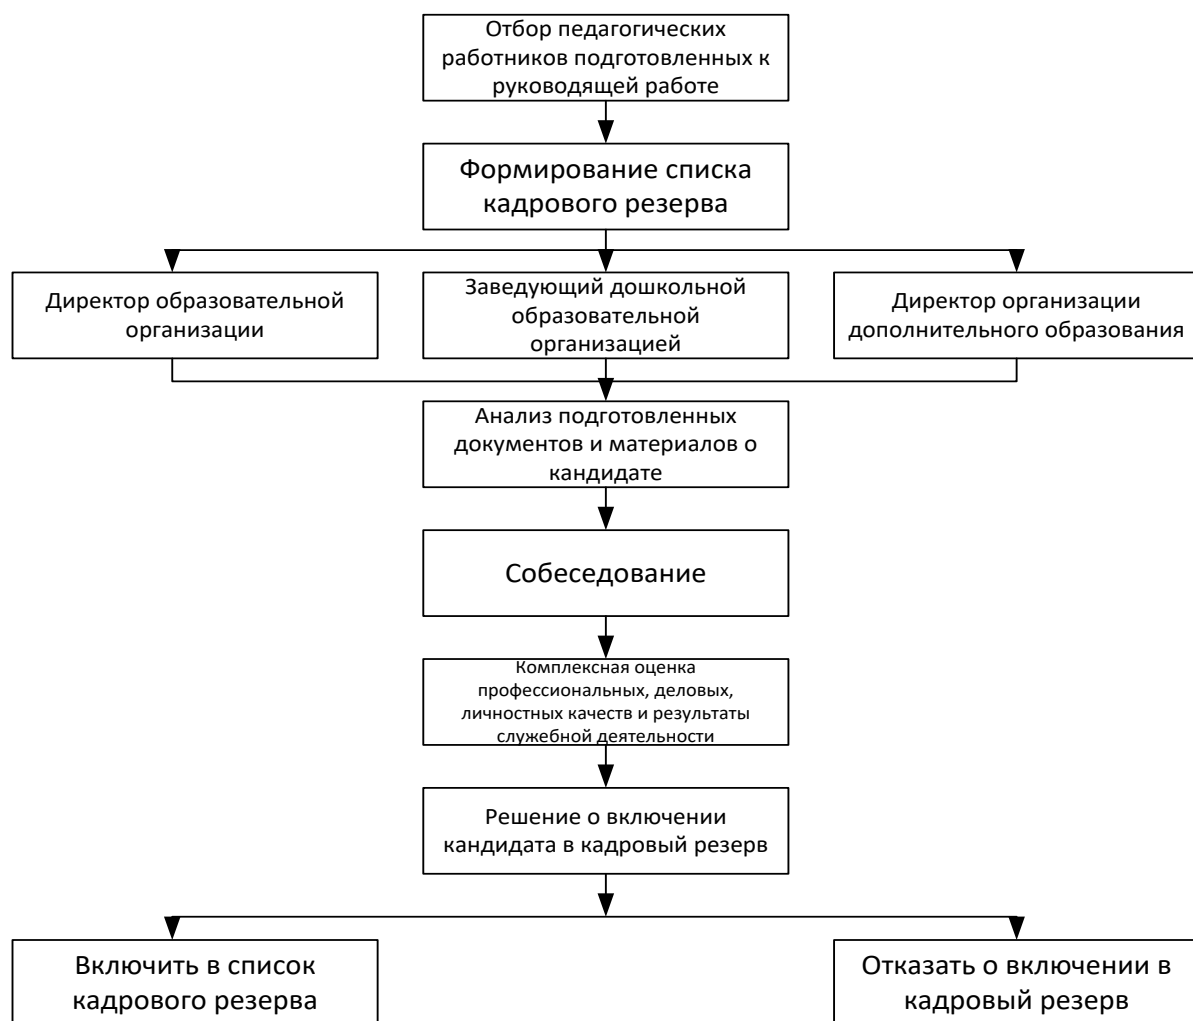 Отбор педагогических
работников подготовленных к
руководящей работе
Формирование списка
кадрового резерва
Директор образовательной
организации
Заведующий дошкольной
образовательной
организацией
Директор организации
дополнительного образования
Анализ подготовленных
документов и материалов о
кандидате
Собеседование
Комплексная оценка
профессиональных, деловых,
личностных качеств и результаты
служебной деятельности
Решение о включении
кандидата в кадровый резерв
Включить в список
кадрового резерва
Отказать о включении в
кадровый резерв